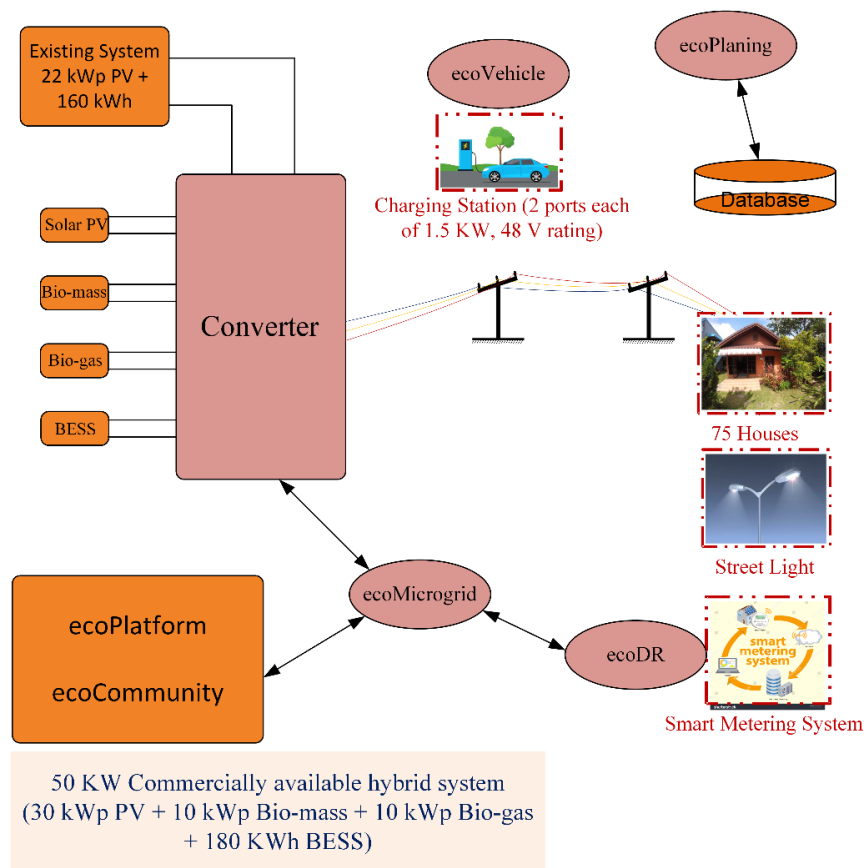 Existing System
22 kWp PV +
160 kWh
ecoVehicle
ecoPlaning
Database
Charging Station (2 ports each
of 1.5 KW, 48 V rating)
Solar PV
Bio-mass
Bio-gas
BESS
Converter
75 Houses
Street Light
ecoMicrogrid
ecoPlatform
ecoCommunity
ecoDR
smart
metering
system
Smart Metering System
50 KW Commercially available hybrid system
(30 kWp PV + 10 kWp Bio-mass + 10 kWp Bio-gas
+ 180 KWh BESS)